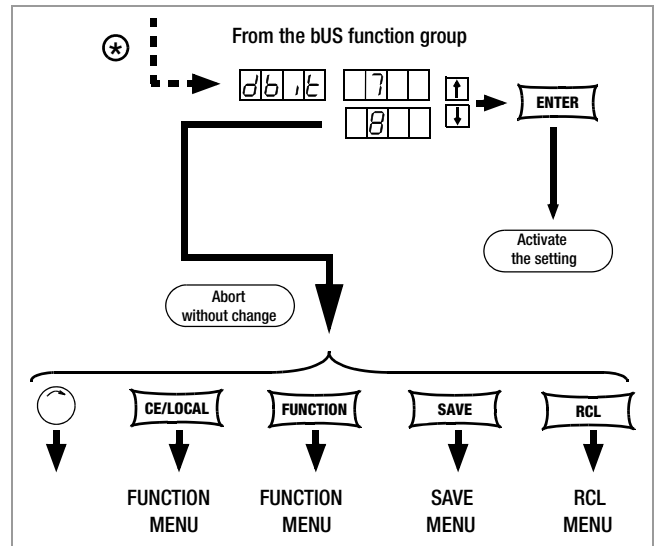 From the bUS function group
dbit 7
8
ENTER
Activate
the setting
Abort
without change
CE/LOCAL
FUNCTION
SAVE
RCL
FUNCTION
MENU
FUNCTION
MENU
SAVE
MENU
RCL
MENU